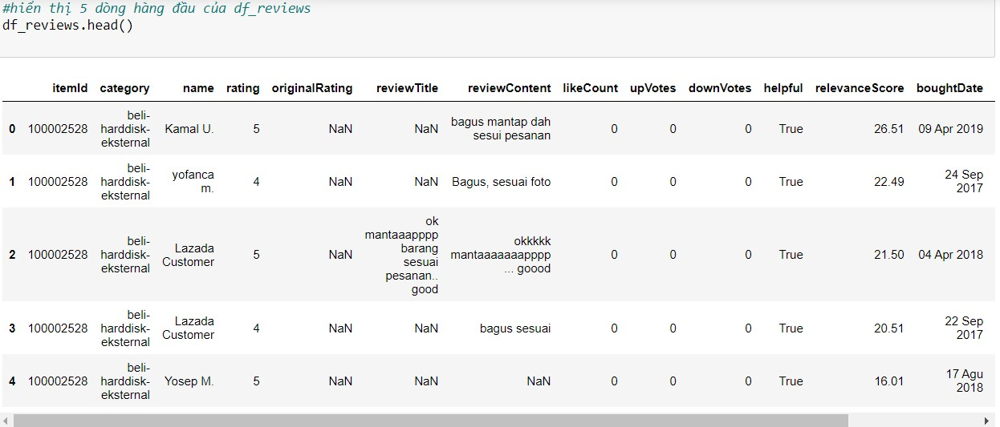 #hiển thị 5 dòng hàng đầu của df_reviews
df_reviews.head()
itemId category name rating originalRating reviewTitle reviewContent likeCount upVotes downVotes helpful relevanceScore boughtDate
0 100002528 beli-harddisk-eksternal Kamal U. 5 NaN NaN bagus mantap dah sesui pesanan 0 0 0 True 26.51 09 Apr 2019
1 100002528 beli-harddisk-eksternal yofanca m. 4 NaN NaN Bagus, sesuai foto 0 0 0 True 22.49 24 Sep 2017
2 100002528 beli-harddisk-eksternal Lazada Customer 5 NaN ok mantaaapppp barang sesuai pesanan.. good okkkkk mantaaaaaaapppp ... goood 0 0 0 True 21.50 04 Apr 2018
3 100002528 beli-harddisk-eksternal Lazada Customer 4 NaN NaN bagus sesuai 0 0 0 True 20.51 22 Sep 2017
4 100002528 beli-harddisk-eksternal Yosep M. 5 NaN NaN NaN 0 0 0 True 16.01 17 Agu 2018